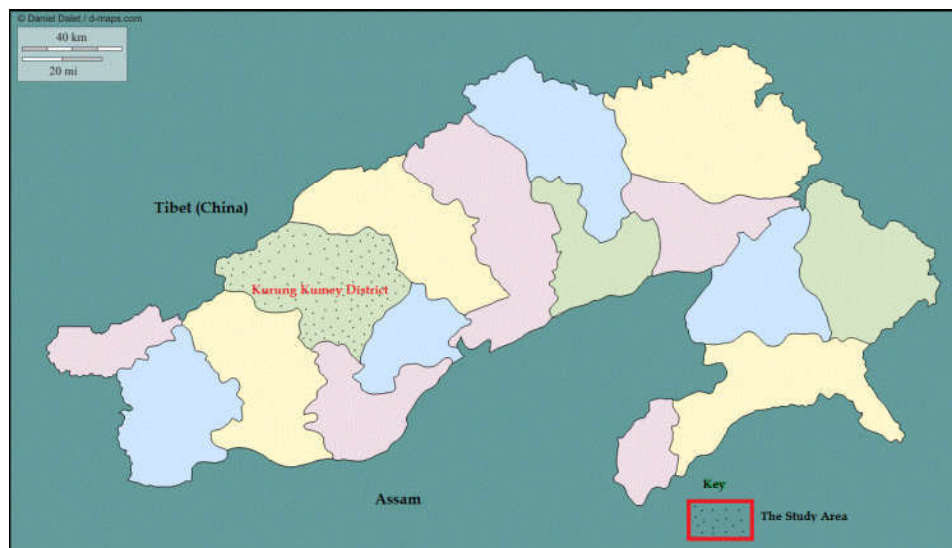 © Daniel Dalet / d-maps.com
40 km
20 mi
Tibet (China)
Kurung Kumey District
Assam
Key
The Study Area